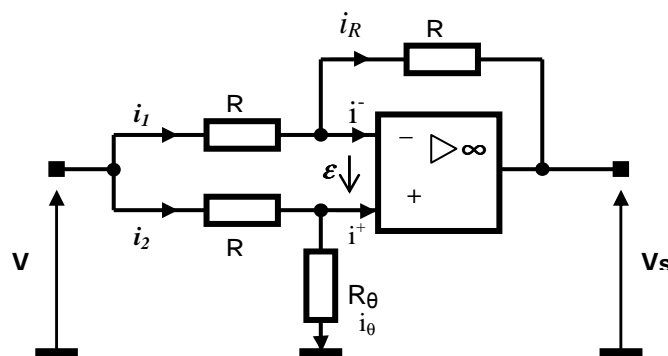 i_R R
i_1 R i⁻
− ▷ ∞
ε
+
i_2 R i⁺
V Vs
R_θ
i_θ